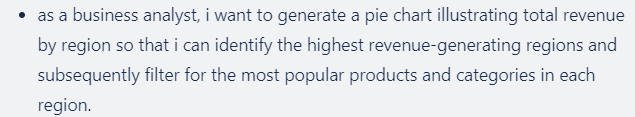 • as a business analyst, i want to generate a pie chart illustrating total revenue
by region so that i can identify the highest revenue-generating regions and
subsequently filter for the most popular products and categories in each
region.